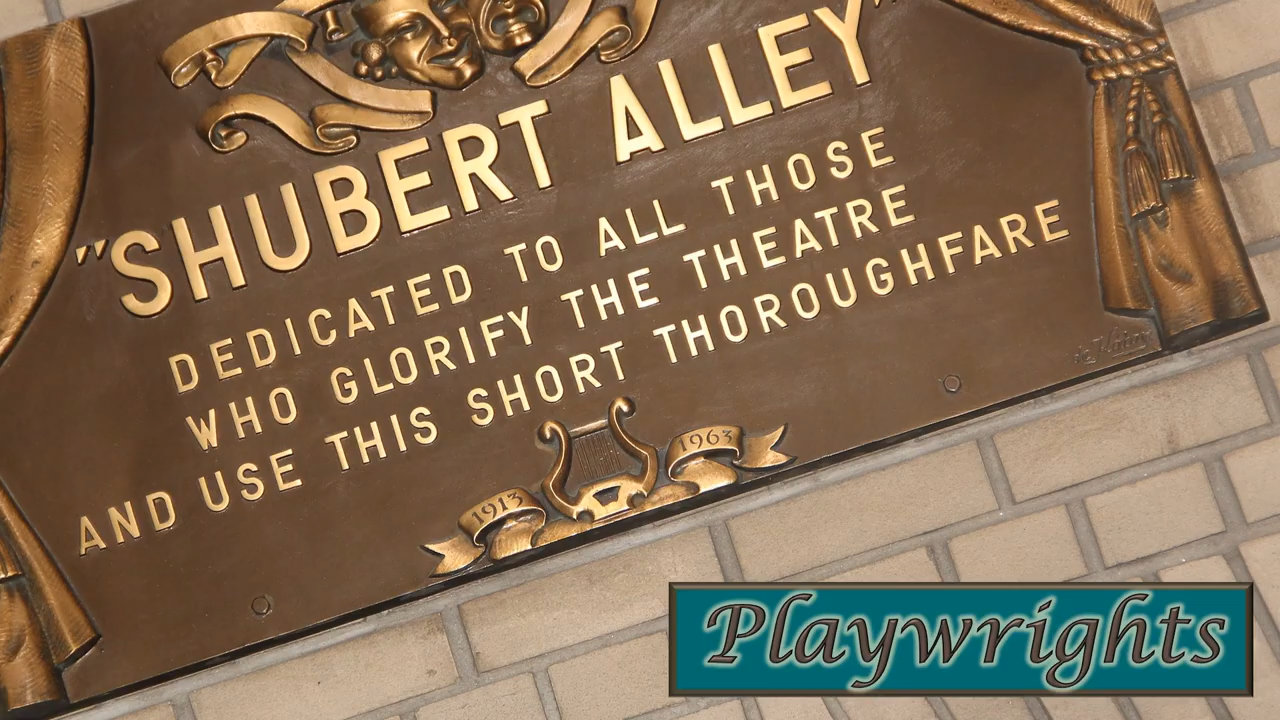 "SHUBERT ALLEY"
DEDICATED TO ALL THOSE
WHO GLORIFY THE THEATRE
AND USE THIS SHORT THOROUGHFARE
1913
1963
Playwrights